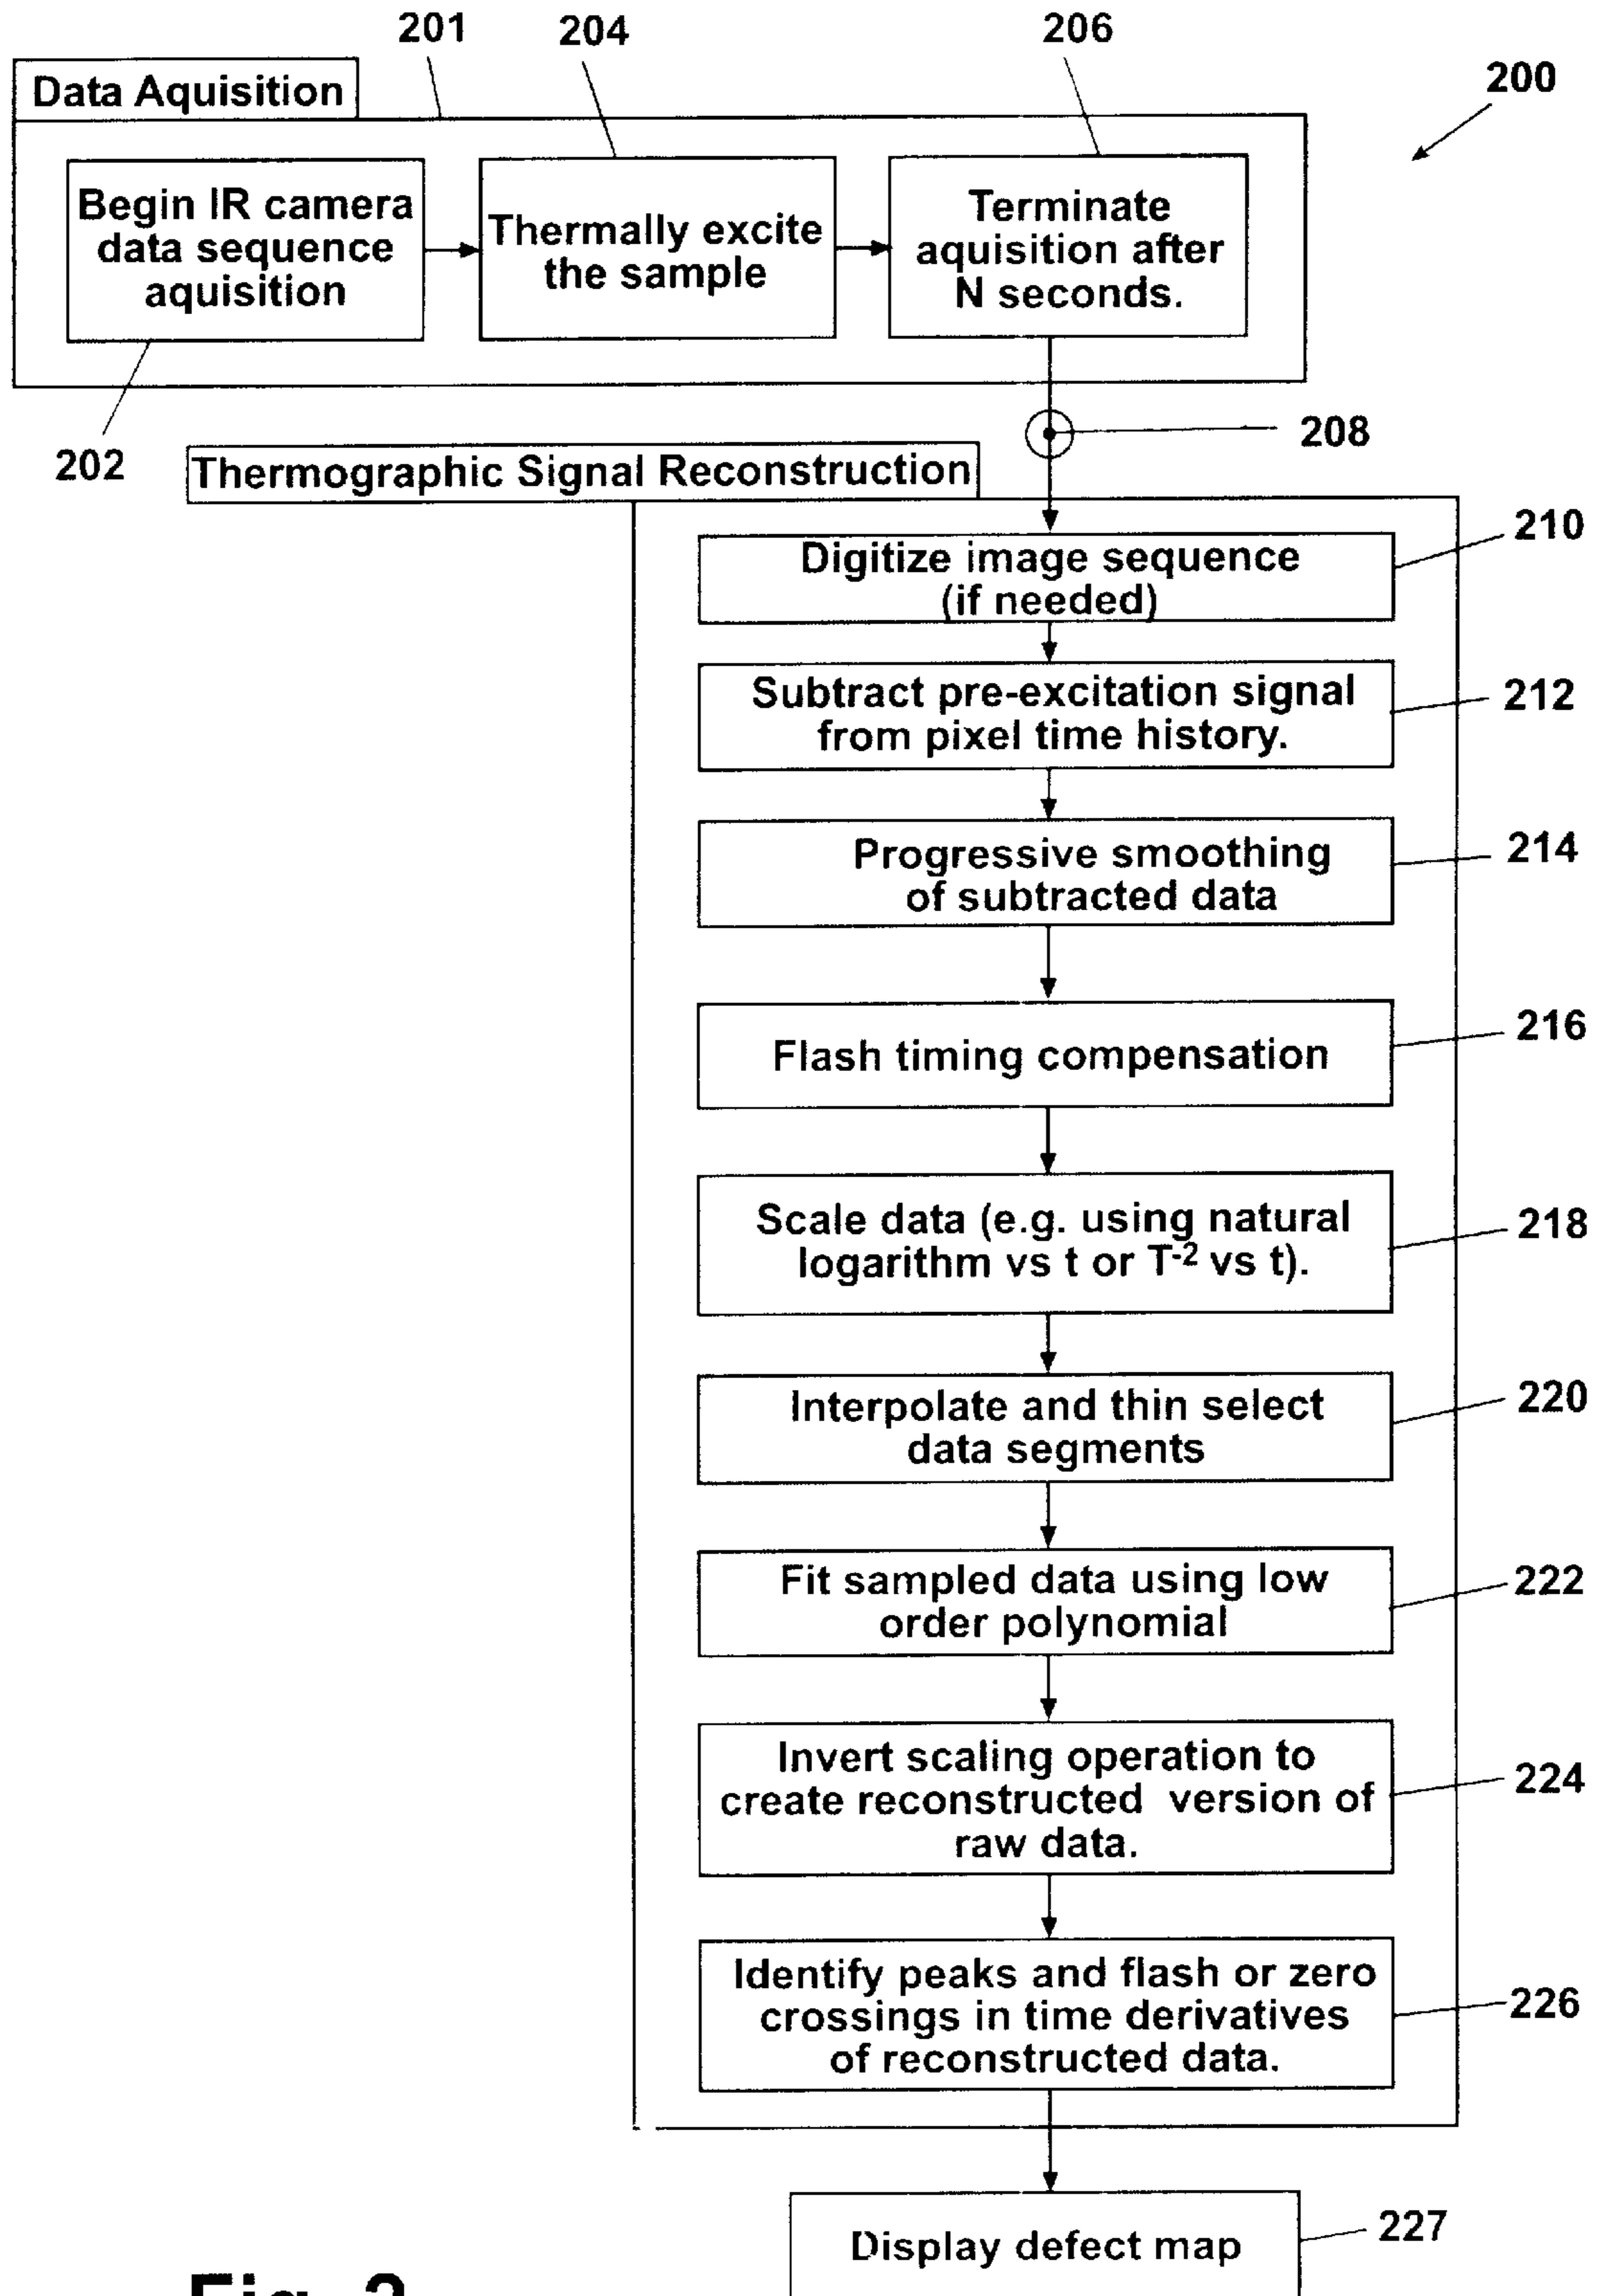 201
204
206
200
Data Aquisition
Begin IR camera
data sequence
aquisition
Thermally excite
the sample
Terminate
aquisition after
N seconds.
202
208
Thermographic Signal Reconstruction
Digitize image sequence
(if needed)
210
Subtract pre-excitation signal
from pixel time history.
212
Progressive smoothing
of subtracted data
214
Flash timing compensation
216
Scale data (e.g. using natural
logarithm vs t or T-2 vs t).
218
Interpolate and thin select
data segments
220
Fit sampled data using low
order polynomial
222
Invert scaling operation to
create reconstructed version of
raw data.
224
Identify peaks and flash or zero
crossings in time derivatives
of reconstructed data.
226
Display defect map
227